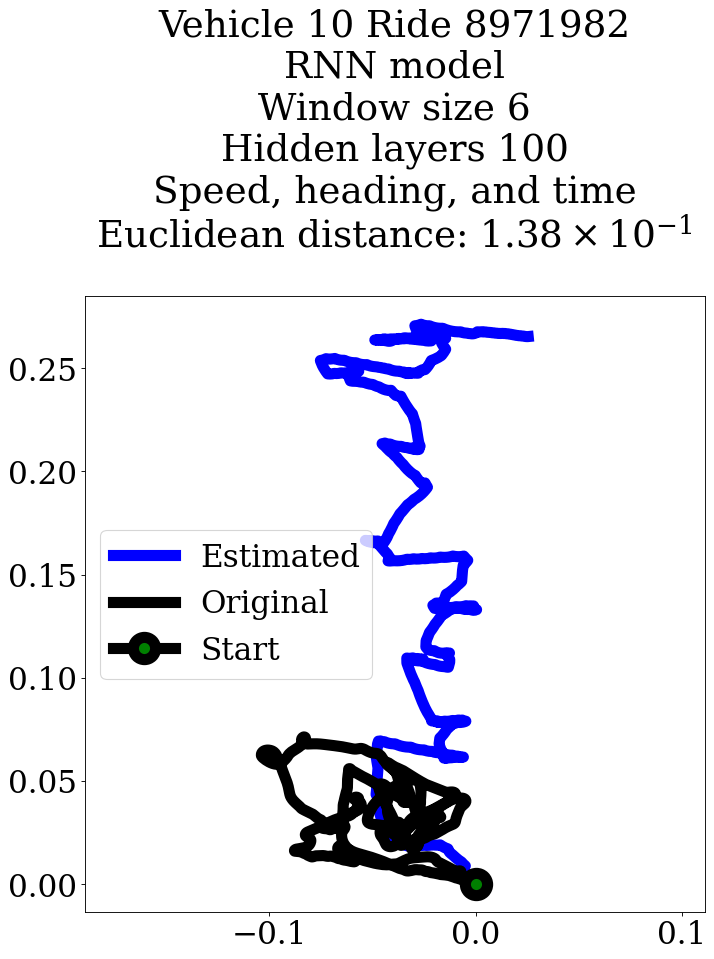 Vehicle 10 Ride 8971982
RNN model
Window size 6
Hidden layers 100
Speed, heading, and time
Euclidean distance: 1.38 × 10⁻¹
0.25
0.20
0.15
0.10
0.05
0.00
Estimated
Original
Start
−0.1
0.0
0.1